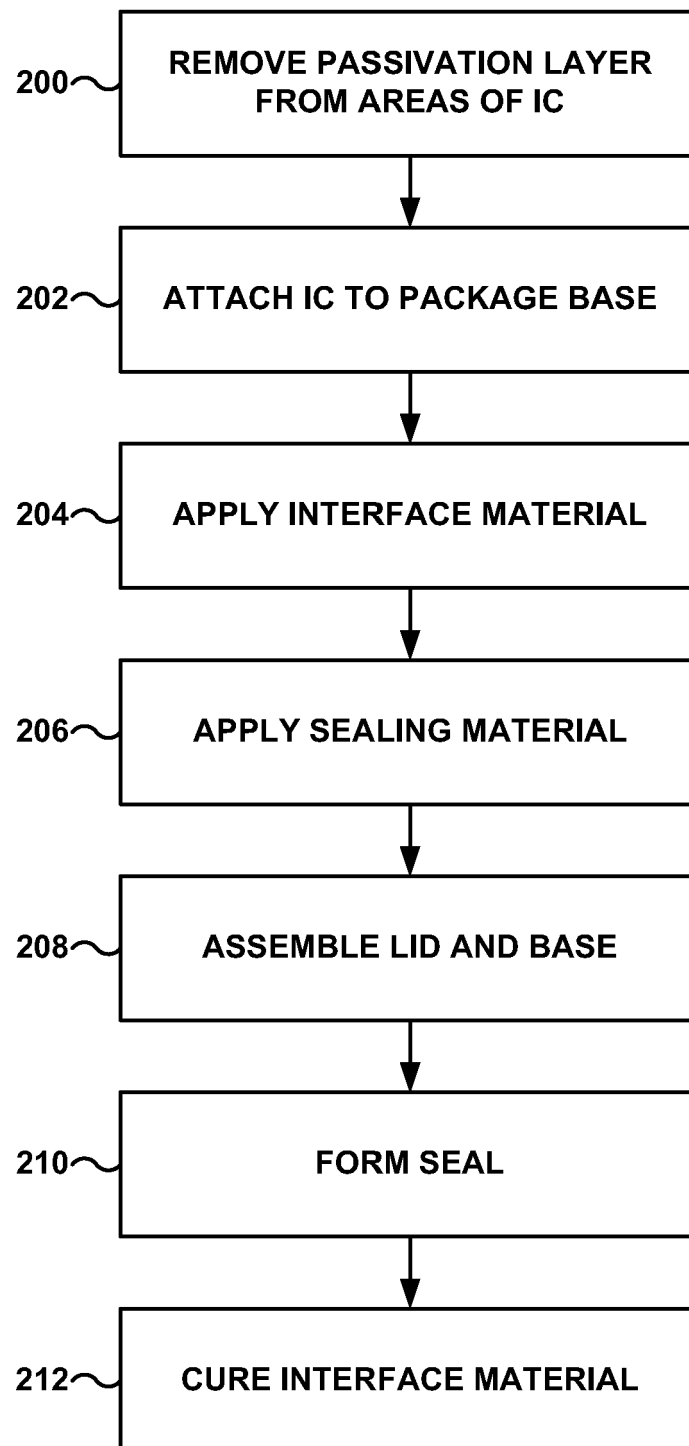 200
REMOVE PASSIVATION LAYER
FROM AREAS OF IC
202
ATTACH IC TO PACKAGE BASE
204
APPLY INTERFACE MATERIAL
206
APPLY SEALING MATERIAL
208
ASSEMBLE LID AND BASE
210
FORM SEAL
212
CURE INTERFACE MATERIAL